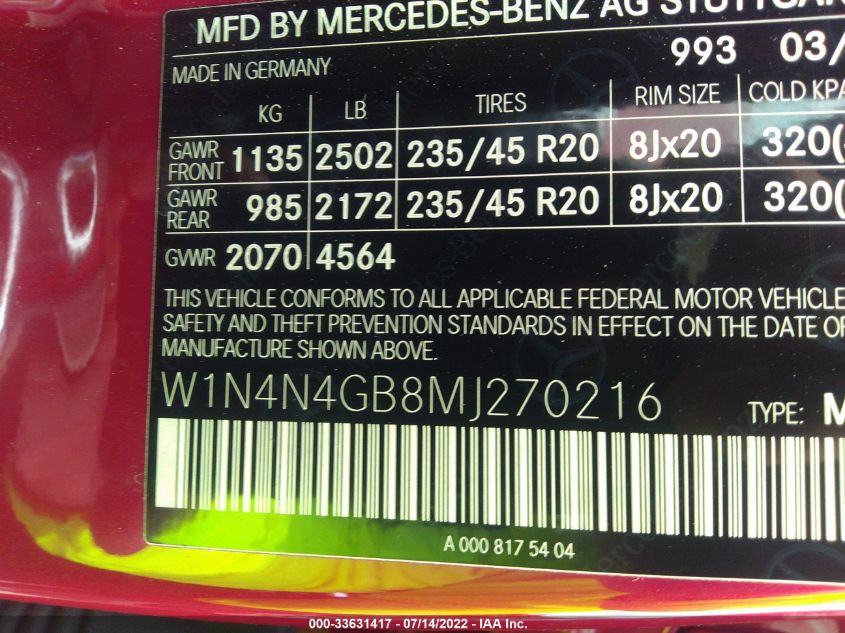 MFD BY MERCEDES-BENZ AG
993 03/
MADE IN GERMANY
KG LB TIRES RIM SIZE COLD KPA
GAWR FRONT 1135 2502 235/45 R20 8Jx20 320(
GAWR REAR 985 2172 235/45 R20 8Jx20 320(
GVWR 2070 4564
THIS VEHICLE CONFORMS TO ALL APPLICABLE FEDERAL MOTOR VEHICLE
SAFETY AND THEFT PREVENTION STANDARDS IN EFFECT ON THE DATE OF
MANUFACTURE SHOWN ABOVE.
W1N4N4GB8MJ270216 TYPE: M
A 000 817 54 04
000-33631417 - 07/14/2022 - IAA Inc.